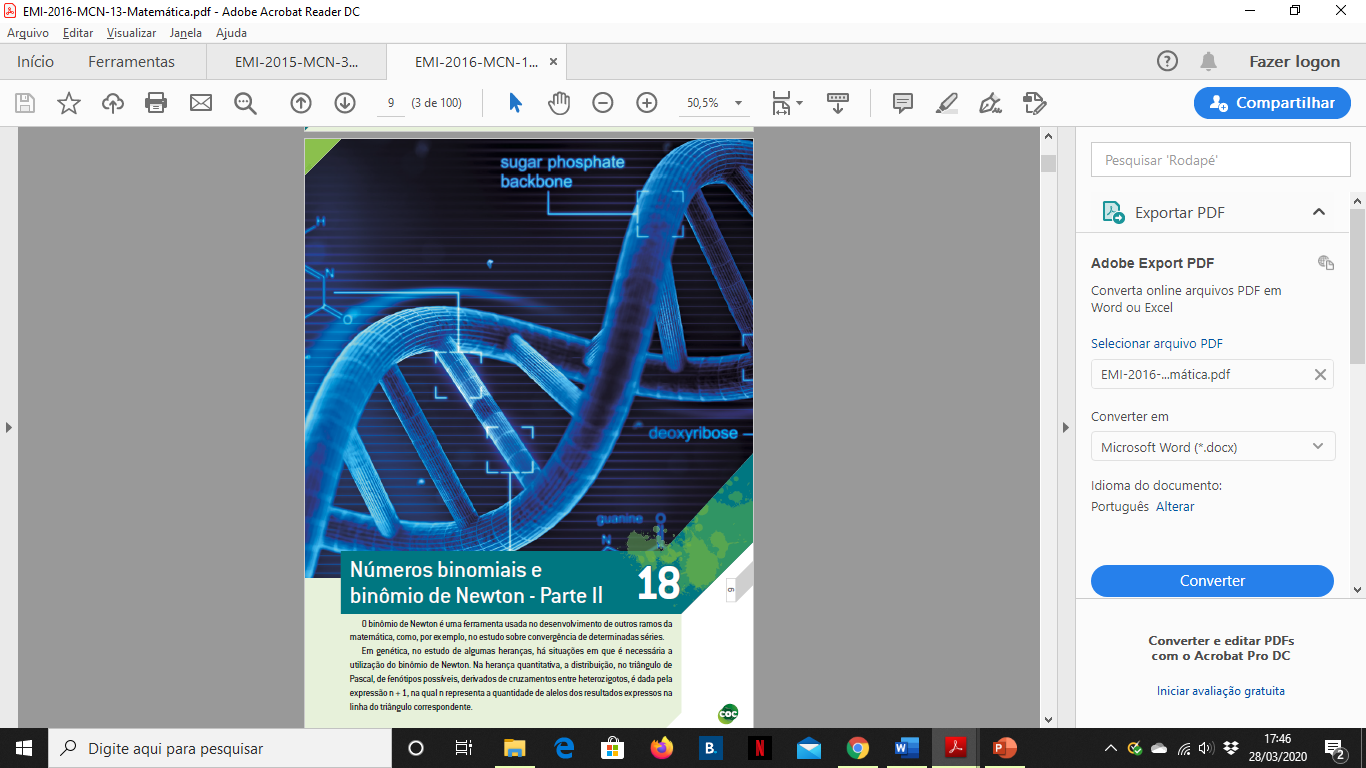 EMI-2016-MCN-13-Matemática.pdf - Adobe Acrobat Reader DC
Arquivo Editar Visualizar Janela Ajuda
Início Ferramentas EMI-2015-MCN-3... EMI-2016-MCN-1... Fazer logon
9 (3 de 100) 50,5% Compartilhar
sugar phosphate
backbone
H
N
O
deoxyribose
guanine O
N
Números binomiais e
binômio de Newton - Parte II
18
9
O binômio de Newton é uma ferramenta usada no desenvolvimento de outros ramos da
matemática, como, por exemplo, no estudo sobre convergência de determinadas séries.
Em genética, no estudo de algumas heranças, há situações em que é necessária a
utilização do binômio de Newton. Na herança quantitativa, a distribuição, no triângulo de
Pascal, de fenótipos possíveis, derivados de cruzamentos entre heterozigotos, é dada pela
expressão n + 1, na qual n representa a quantidade de alelos dos resultados expressos na
linha do triângulo correspondente.
coc
Pesquisar 'Rodapé'
Exportar PDF
Adobe Export PDF
Converta online arquivos PDF em
Word ou Excel
Selecionar arquivo PDF
EMI-2016-...mática.pdf
Converter em
Microsoft Word (*.docx)
Idioma do documento:
Português Alterar
Converter
Converter e editar PDFs
com o Acrobat Pro DC
Iniciar avaliação gratuita
Digite aqui para pesquisar
B.
N
17:46
28/03/2020
2